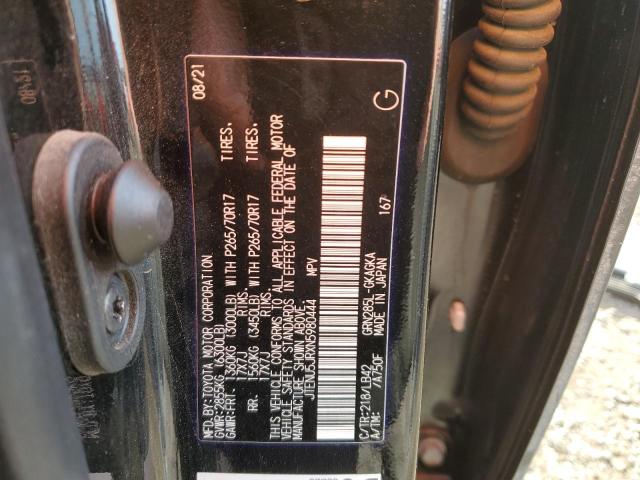 MFD. BY:TOYOTA MOTOR CORPORATION 08/21
GVWR:2855KG (6300LB)
GAWR:FRT. 1360KG (3000LB) WITH P265/70R17 TIRES.
17X7J RIMS.
RR. 1560KG (3450LB) WITH P265/70R17 TIRES.
17X7J RIMS.
THIS VEHICLE CONFORMS TO ALL APPLICABLE FEDERAL MOTOR
VEHICLE SAFETY STANDARDS IN EFFECT ON THE DATE OF
MANUFACTURE SHOWN ABOVE.
JTENU5JRXN5980444 MPV
C/TR:218/LB42 GRN285L-GKAGKA 167 G
A/TM: /A750F MADE IN JAPAN